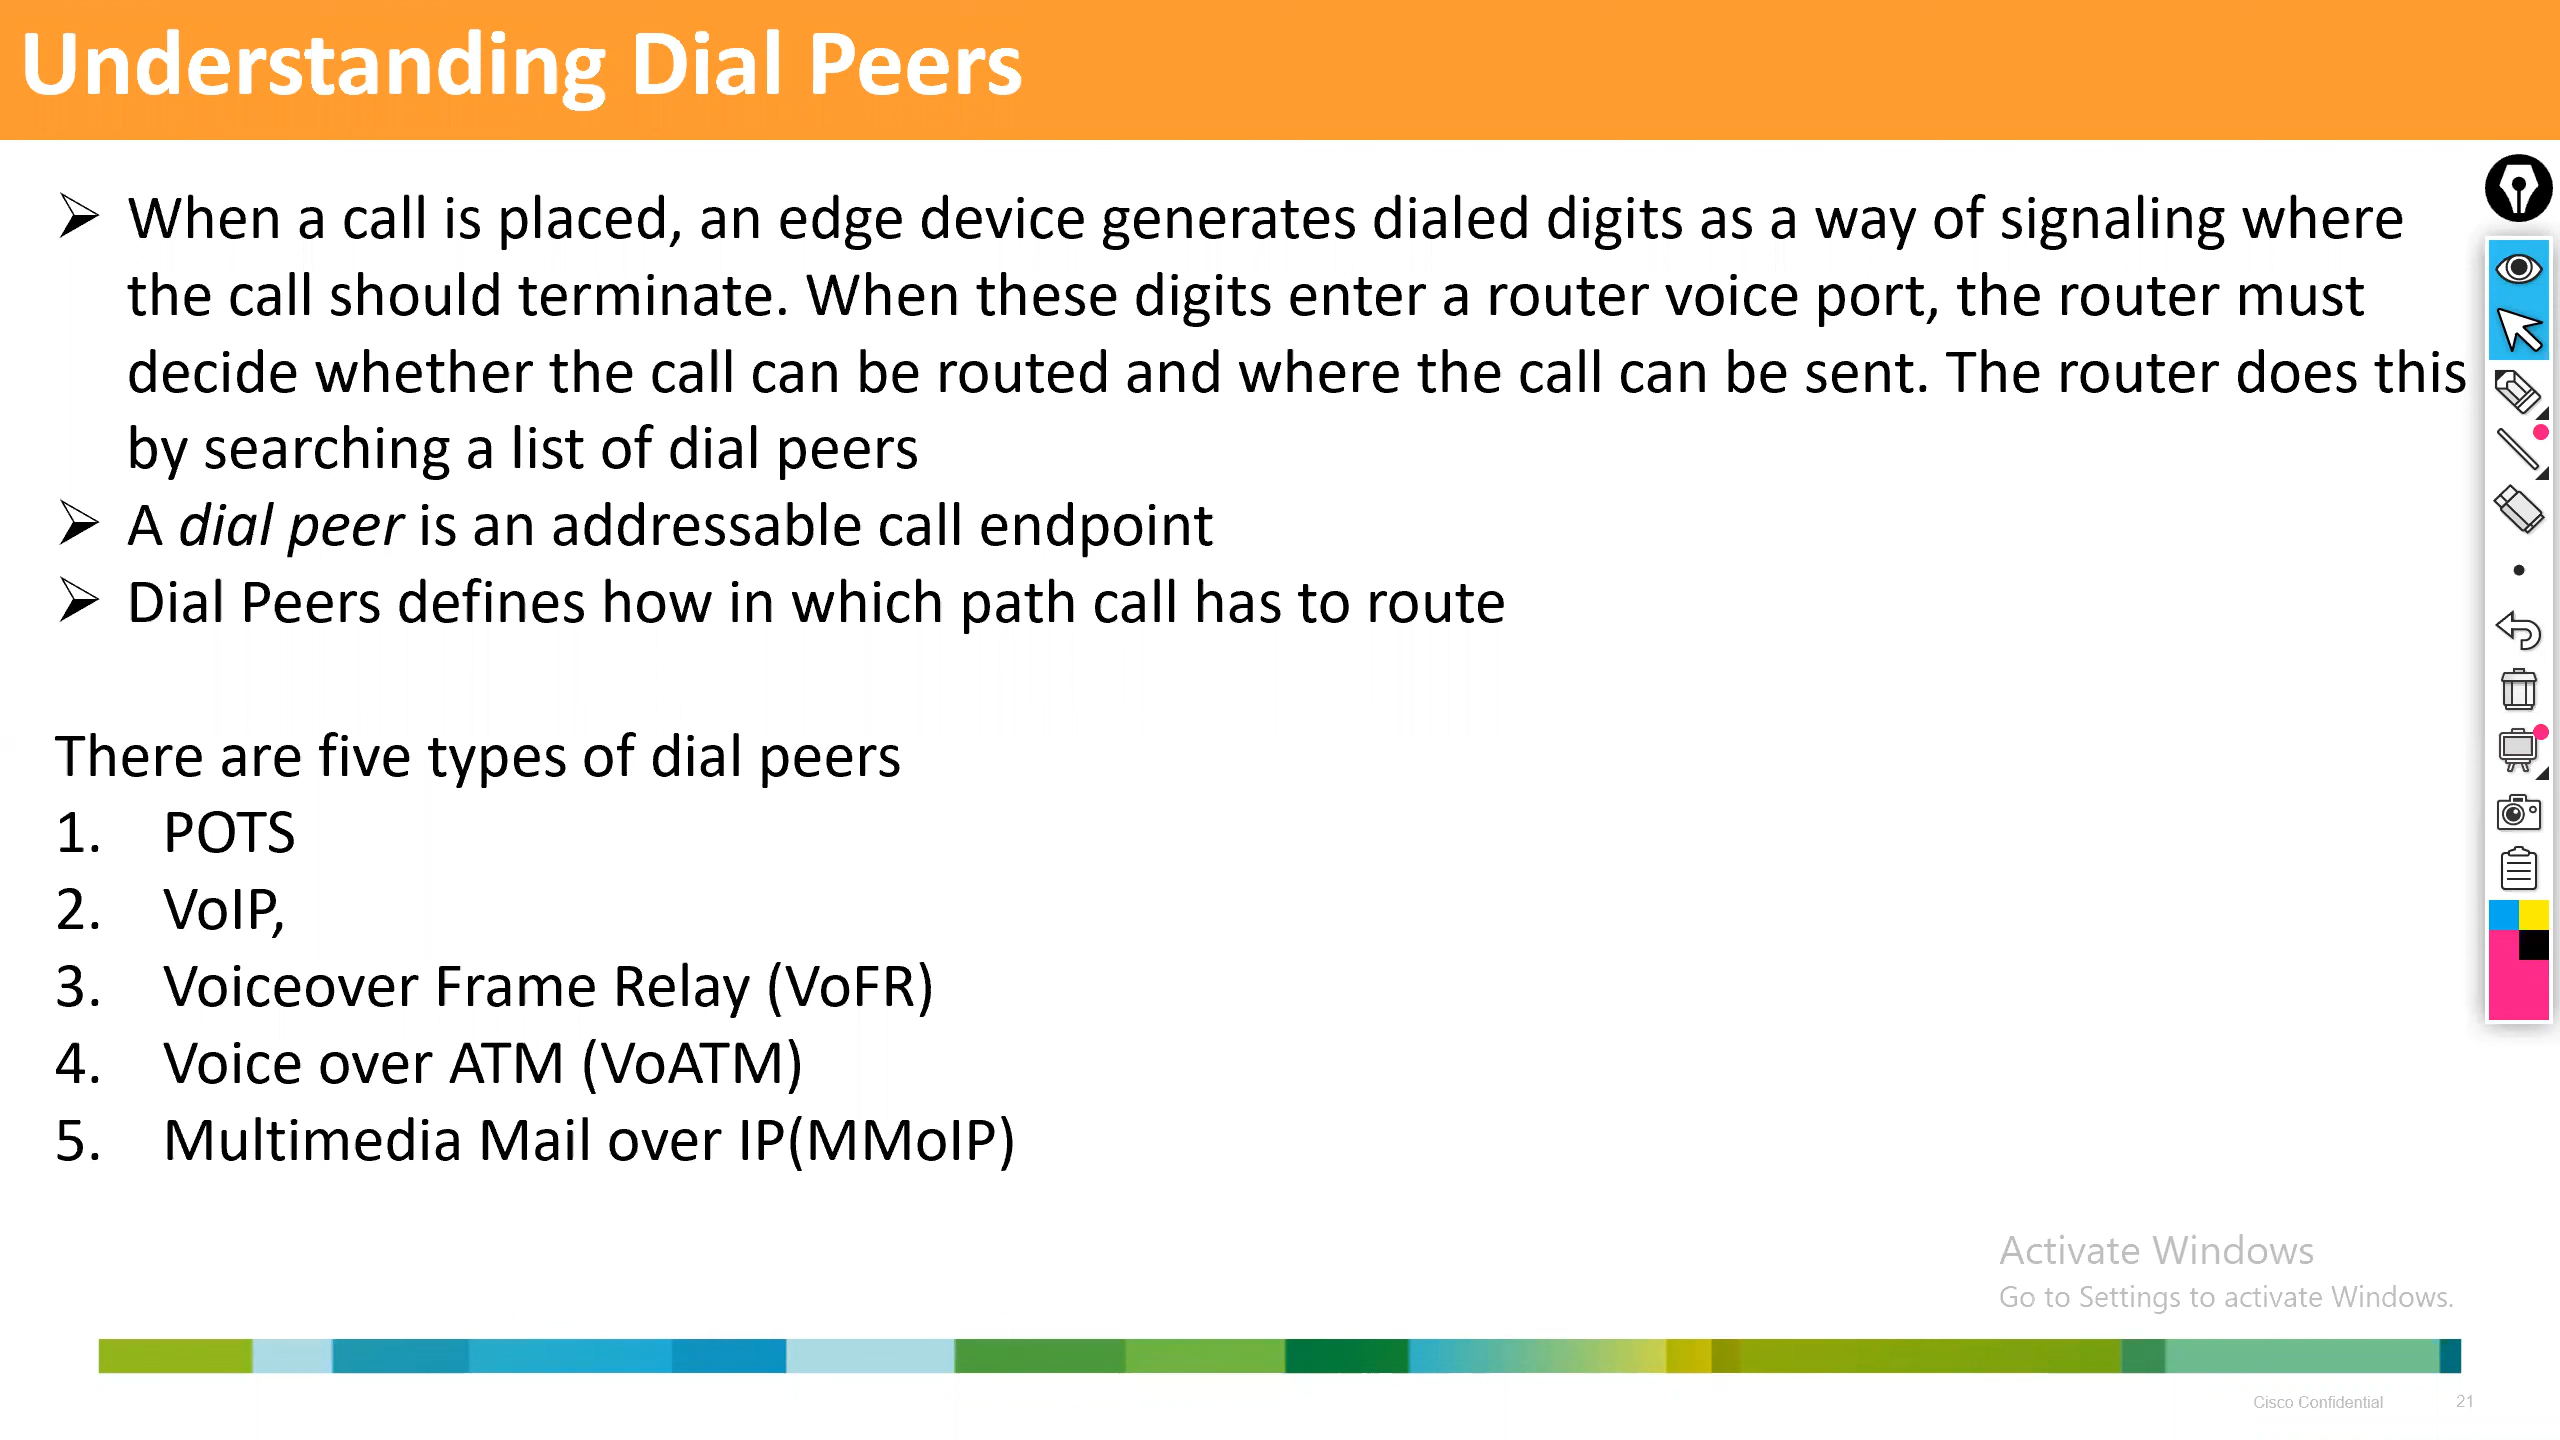 Understanding Dial Peers
➢ When a call is placed, an edge device generates dialed digits as a way of signaling where
the call should terminate. When these digits enter a router voice port, the router must
decide whether the call can be routed and where the call can be sent. The router does this
by searching a list of dial peers
➢ A dial peer is an addressable call endpoint
➢ Dial Peers defines how in which path call has to route
There are five types of dial peers
1. POTS
2. VoIP,
3. Voiceover Frame Relay (VoFR)
4. Voice over ATM (VoATM)
5. Multimedia Mail over IP(MMoIP)
Activate Windows
Go to Settings to activate Windows.
Cisco Confidential 21